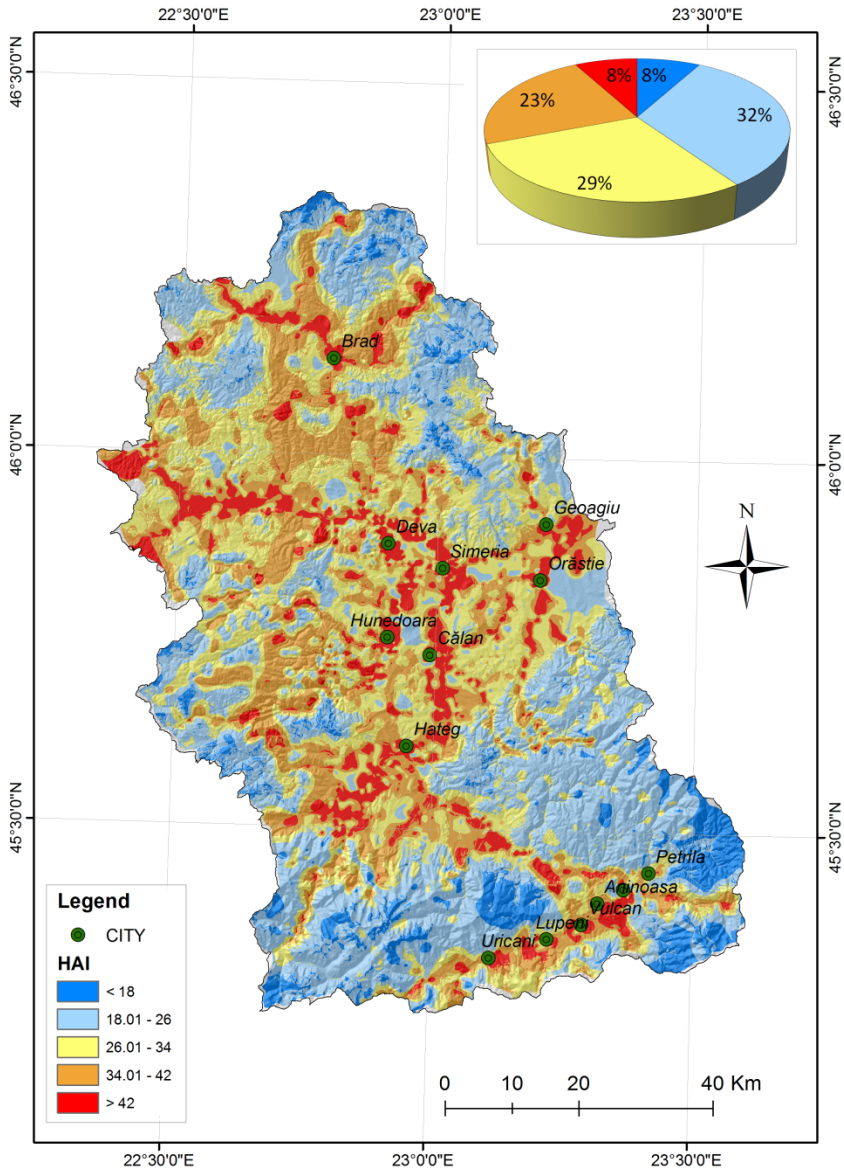 22°30'0"E
23°0'0"E
23°30'0"E
46°30'0"N
46°30'0"N
8%
8%
23%
32%
29%
Brad
46°0'0"N
46°0'0"N
Geoagiu
N
Deva
Simeria
Orăstie
Hunedoara
Călan
Hateg
45°30'0"N
45°30'0"N
Petrila
Aninoasa
Vulcan
Lupeni
Uricani
Legend
CITY
HAI
< 18
18.01 - 26
26.01 - 34
34.01 - 42
> 42
0 10 20 40 Km
22°30'0"E
23°0'0"E
23°30'0"E